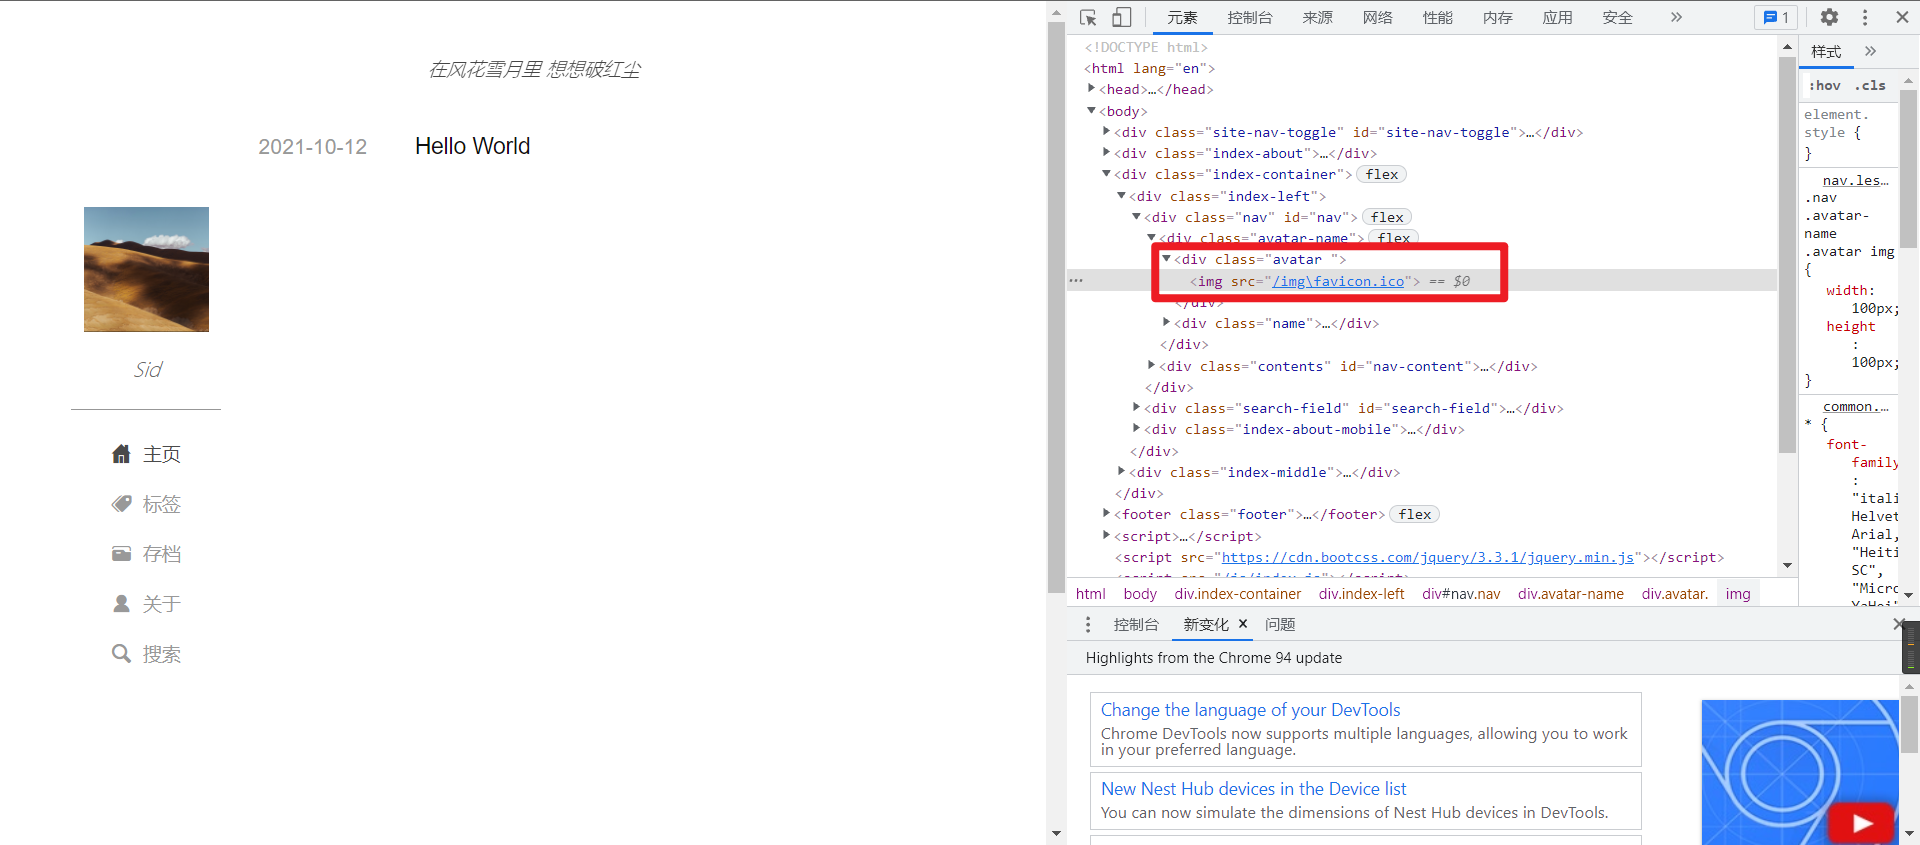 在风花雪月里 想想破红尘
2021-10-12 Hello World
Sid
主页
标签
存档
关于
搜索
元素 控制台 来源 网络 性能 内存 应用 安全 » 1
<!DOCTYPE html>
<html lang="en">
<head>…</head>
<body>
<div class="site-nav-toggle" id="site-nav-toggle">…</div>
<div class="index-about">…</div>
<div class="index-container"> flex
<div class="index-left">
<div class="nav" id="nav"> flex
<div class="avatar-name"> flex
<div class="avatar ">
<img src="/img\favicon.ico"> == $0
</div>
<div class="name">…</div>
</div>
<div class="contents" id="nav-content">…</div>
</div>
<div class="search-field" id="search-field">…</div>
<div class="index-about-mobile">…</div>
</div>
<div class="index-middle">…</div>
</div>
<footer class="footer">…</footer> flex
<script>…</script>
<script src="https://cdn.bootcss.com/jquery/3.3.1/jquery.min.js"></script>
<script src="/js/index.js"></script>
html body div.index-container div.index-left div#nav.nav div.avatar-name div.avatar. img
样式 »
:hov .cls
element.
style {
}
nav.les…
.nav
.avatar-
name
.avatar img
{
width:
100px;
height
:
100px;
}
common.…
* {
font-
family
:
"itali
Helvet
Arial,
"Heiti
SC",
"Micro
YaHei"
控制台 新变化 × 问题
Highlights from the Chrome 94 update
Change the language of your DevTools
Chrome DevTools now supports multiple languages, allowing you to work
in your preferred language.
New Nest Hub devices in the Device list
You can now simulate the dimensions of Nest Hub devices in DevTools.